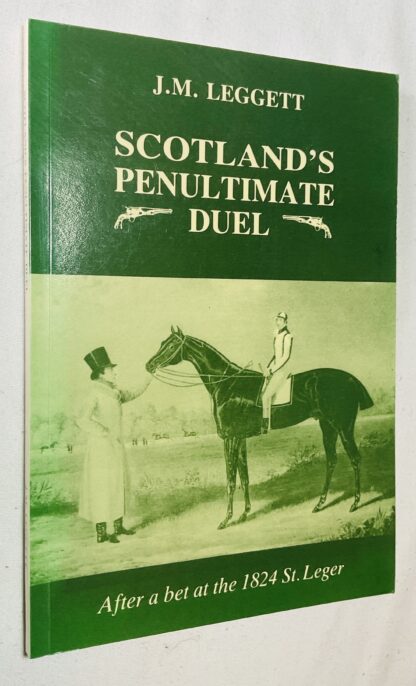 J.M. LEGGETT
SCOTLAND'S
PENULTIMATE
DUEL
After a bet at the 1824 St. Leger